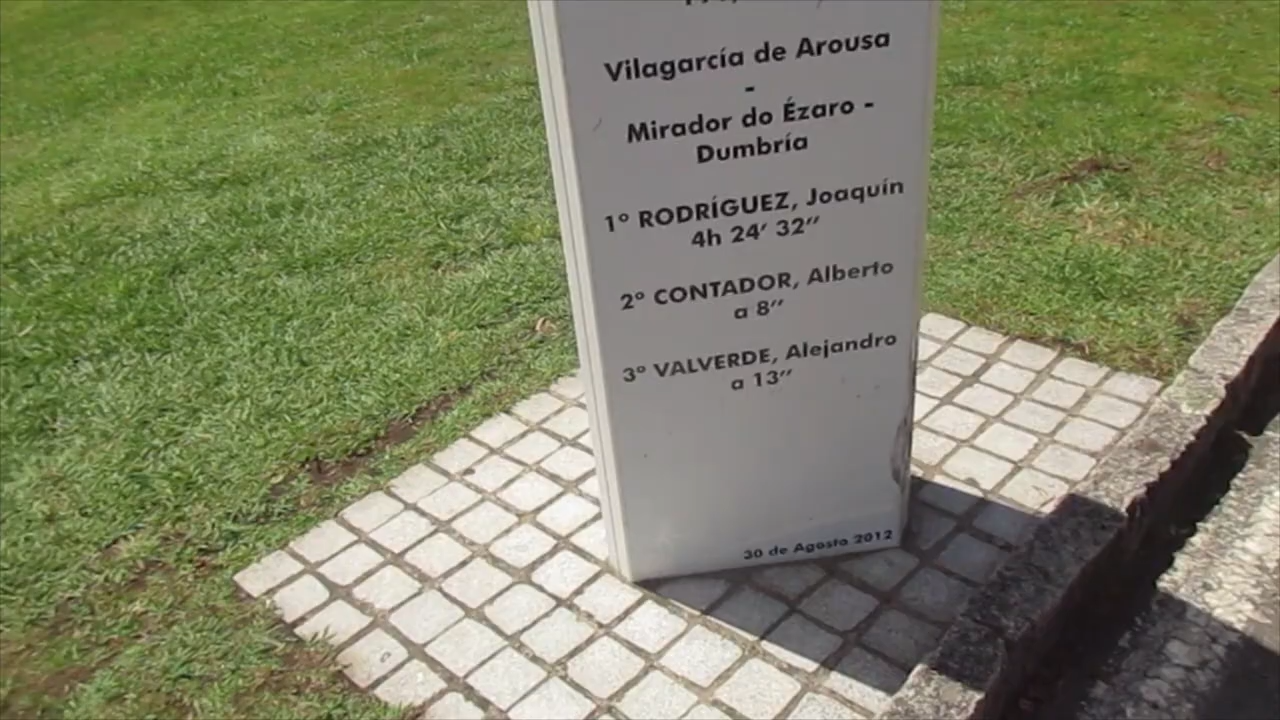 Vilagarcía de Arousa
-
Mirador do Ézaro -
Dumbría
1º RODRÍGUEZ, Joaquín
4h 24' 32''
2º CONTADOR, Alberto
a 8''
3º VALVERDE, Alejandro
a 13''
30 de Agosto 2012